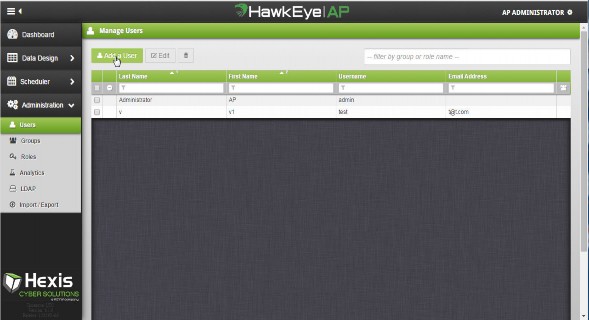 HawkEye AP
AP ADMINISTRATOR
Dashboard
Manage Users
Data Design
Add a User
Edit
-- filter by group or role name --
Scheduler
Last Name First Name Username Email Address
Administration
Administrator AP admin
Users
v v1 test t@t.com
Groups
Roles
Analytics
LDAP
Import / Export
Hexis
CYBER SOLUTIONS